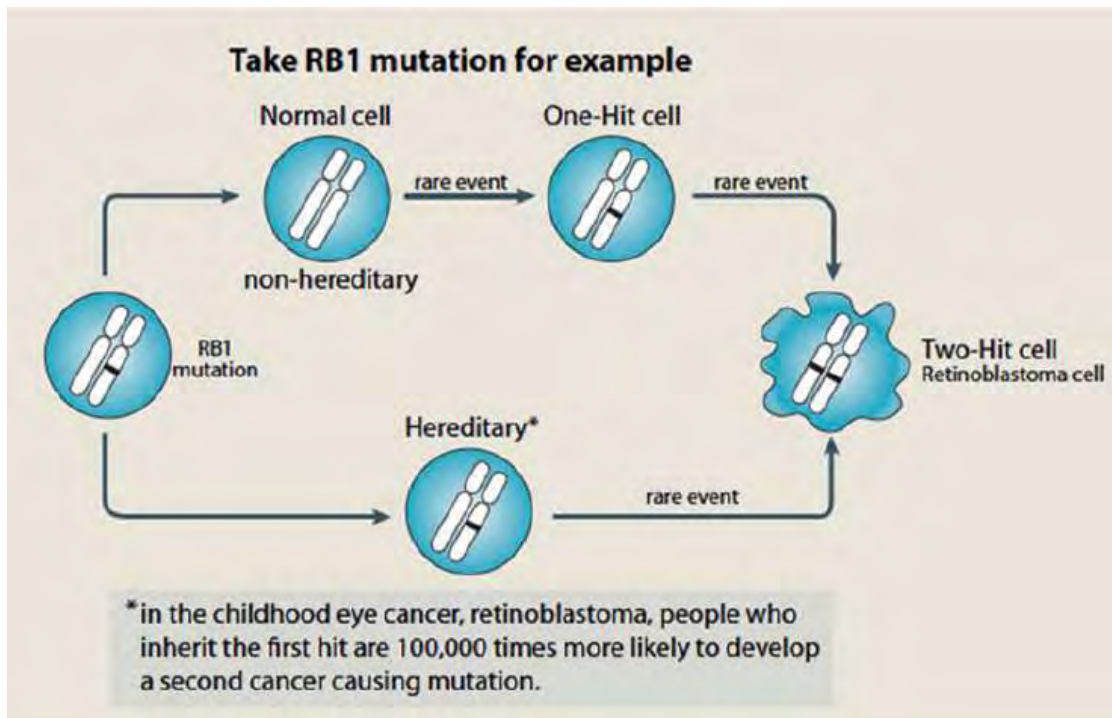 Take RB1 mutation for example
Normal cell
One-Hit cell
rare event
rare event
non-hereditary
RB1
mutation
Two-Hit cell
Retinoblastoma cell
Hereditary*
rare event
*in the childhood eye cancer, retinoblastoma, people who
inherit the first hit are 100,000 times more likely to develop
a second cancer causing mutation.